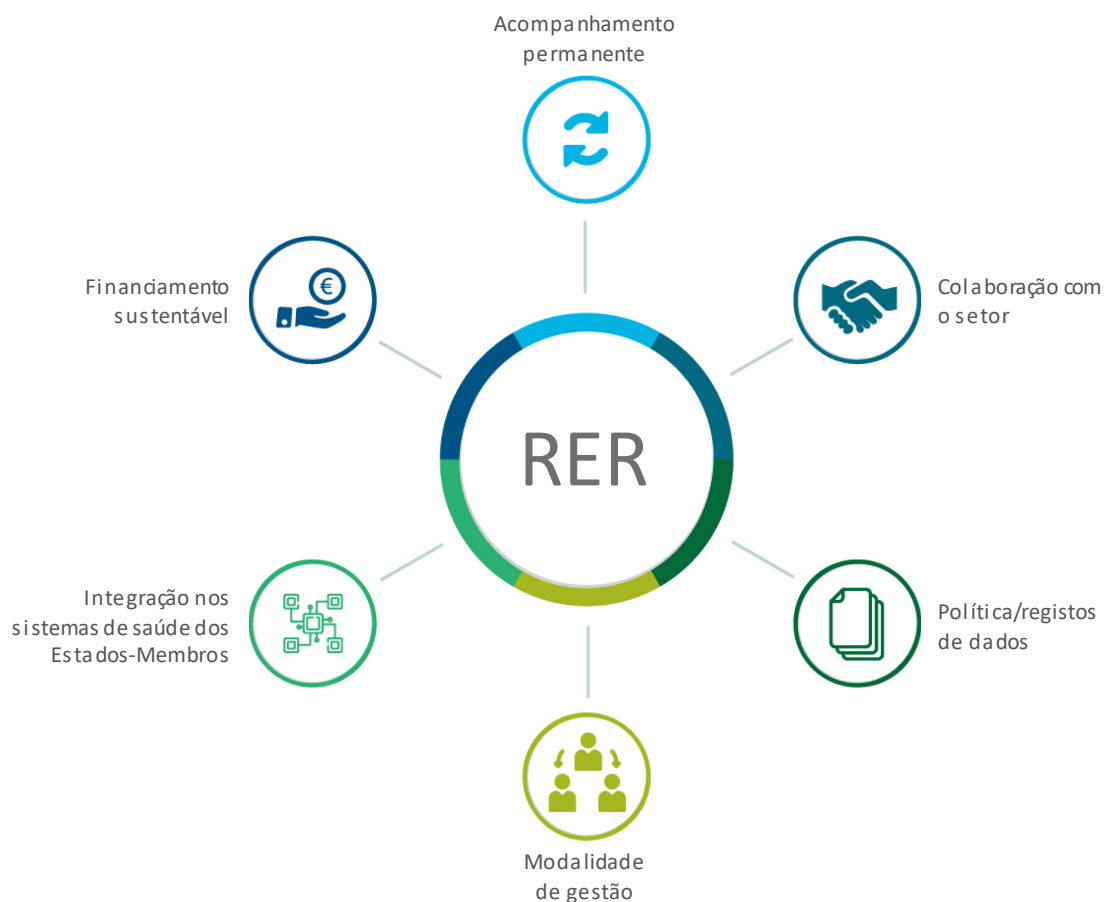 Acompanhamento
permanente
Financiamento
sustentável
€
Colaboração com
o setor
RER
Integração nos
sistemas de saúde dos
Estados-Membros
Política/registos
de dados
Modalidade
de gestão